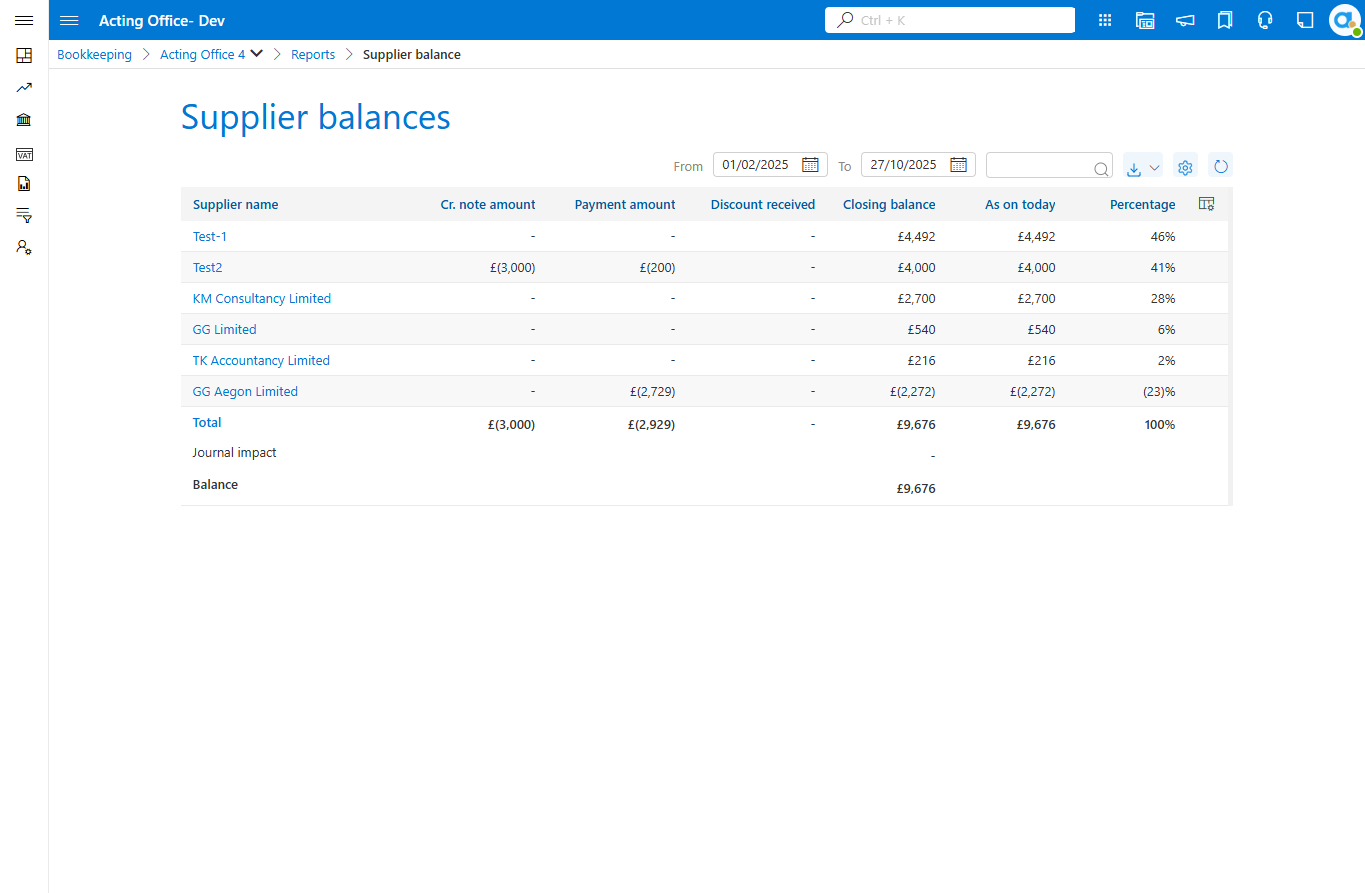 Acting Office- Dev
Ctrl + K
Bookkeeping Acting Office 4 Reports Supplier balance
VAT
Supplier balances
From 01/02/2025 To 27/10/2025
Supplier name Cr. note amount Payment amount Discount received Closing balance As on today Percentage
Test-1 - - - £4,492 £4,492 46%
Test2 £(3,000) £(200) - £4,000 £4,000 41%
KM Consultancy Limited - - - £2,700 £2,700 28%
GG Limited - - - £540 £540 6%
TK Accountancy Limited - - - £216 £216 2%
GG Aegon Limited - £(2,729) - £(2,272) £(2,272) (23)%
Total £(3,000) £(2,929) - £9,676 £9,676 100%
Journal impact -
Balance £9,676